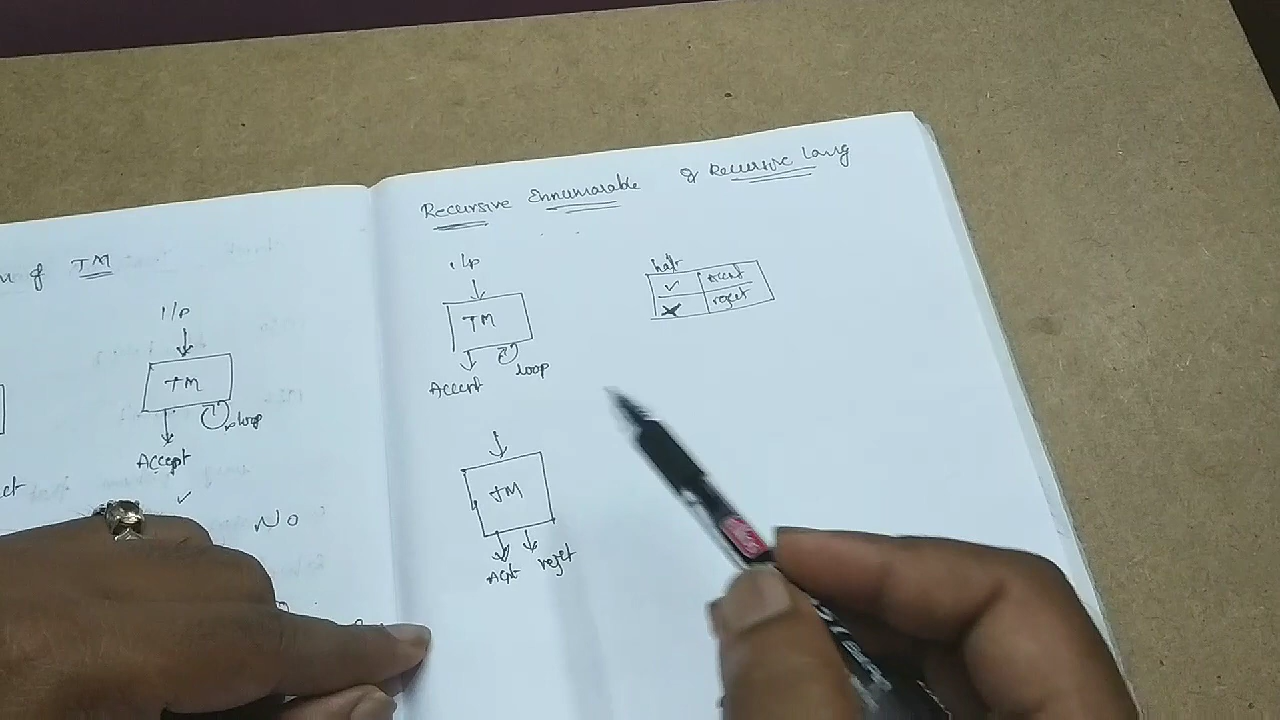 of TM
I/P
TM
loop
Accept
No
Recursive Ennumarable & Recursive Lang
I/p
TM
loop
Accept
halt
✓ Accept
✗ reject
TM
Acpt reject